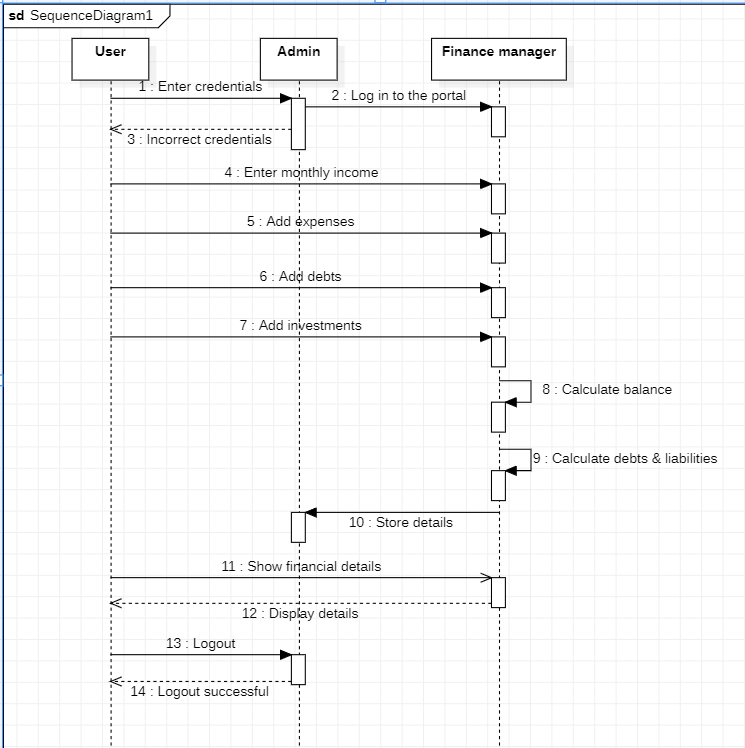 sd SequenceDiagram1
User
Admin
Finance manager
1 : Enter credentials
2 : Log in to the portal
3 : Incorrect credentials
4 : Enter monthly income
5 : Add expenses
6 : Add debts
7 : Add investments
8 : Calculate balance
9 : Calculate debts & liabilities
10 : Store details
11 : Show financial details
12 : Display details
13 : Logout
14 : Logout successful